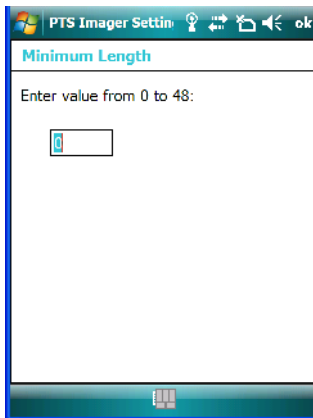 PTS Imager Settin
ok
Minimum Length
Enter value from 0 to 48:
0